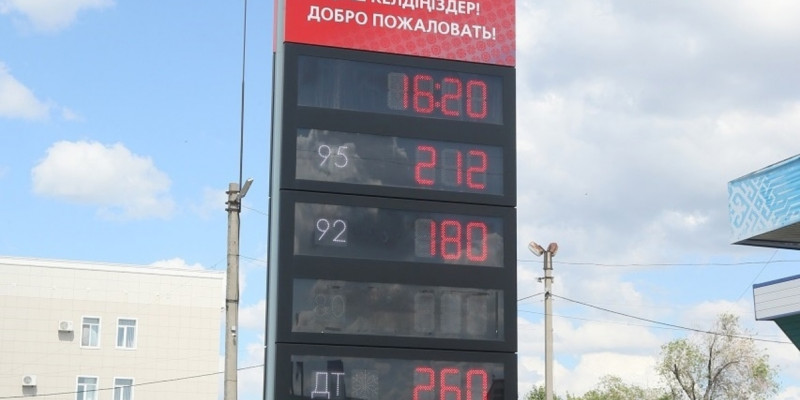 КЕЛДІҢІЗДЕР!
ДОБРО ПОЖАЛОВАТЬ!
16:20
95 212
92 180
ДТ 260